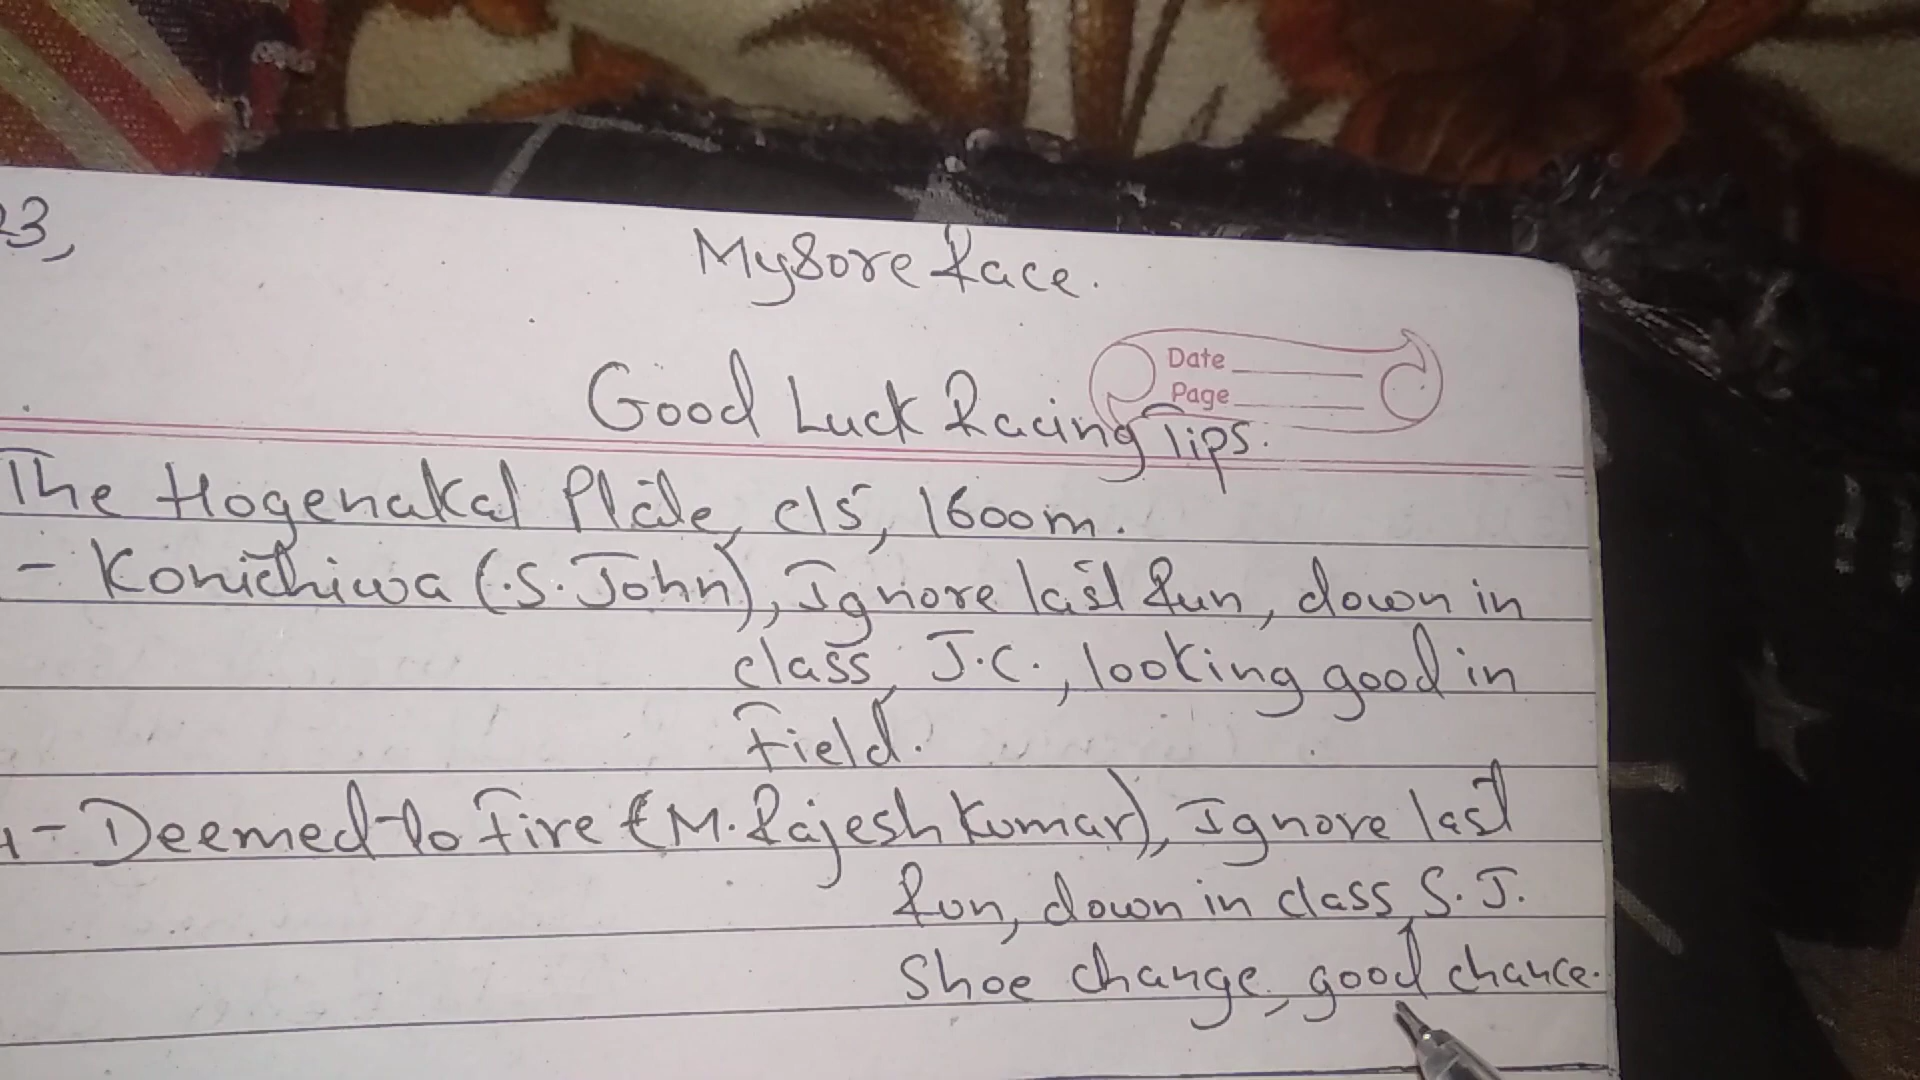 23,
Mysore Race.
Date
Page
Good Luck Racing Tips.
The Hogenakal Plate, cl5, 1600m.
- Konichiwa (S. John), Ignore last Run, down in
class, J.C., looking good in
Field.
4- Deemed to Fire (M. Rajesh Kumar), Ignore last
Run, down in class, S.J.
Shoe change, good chance.